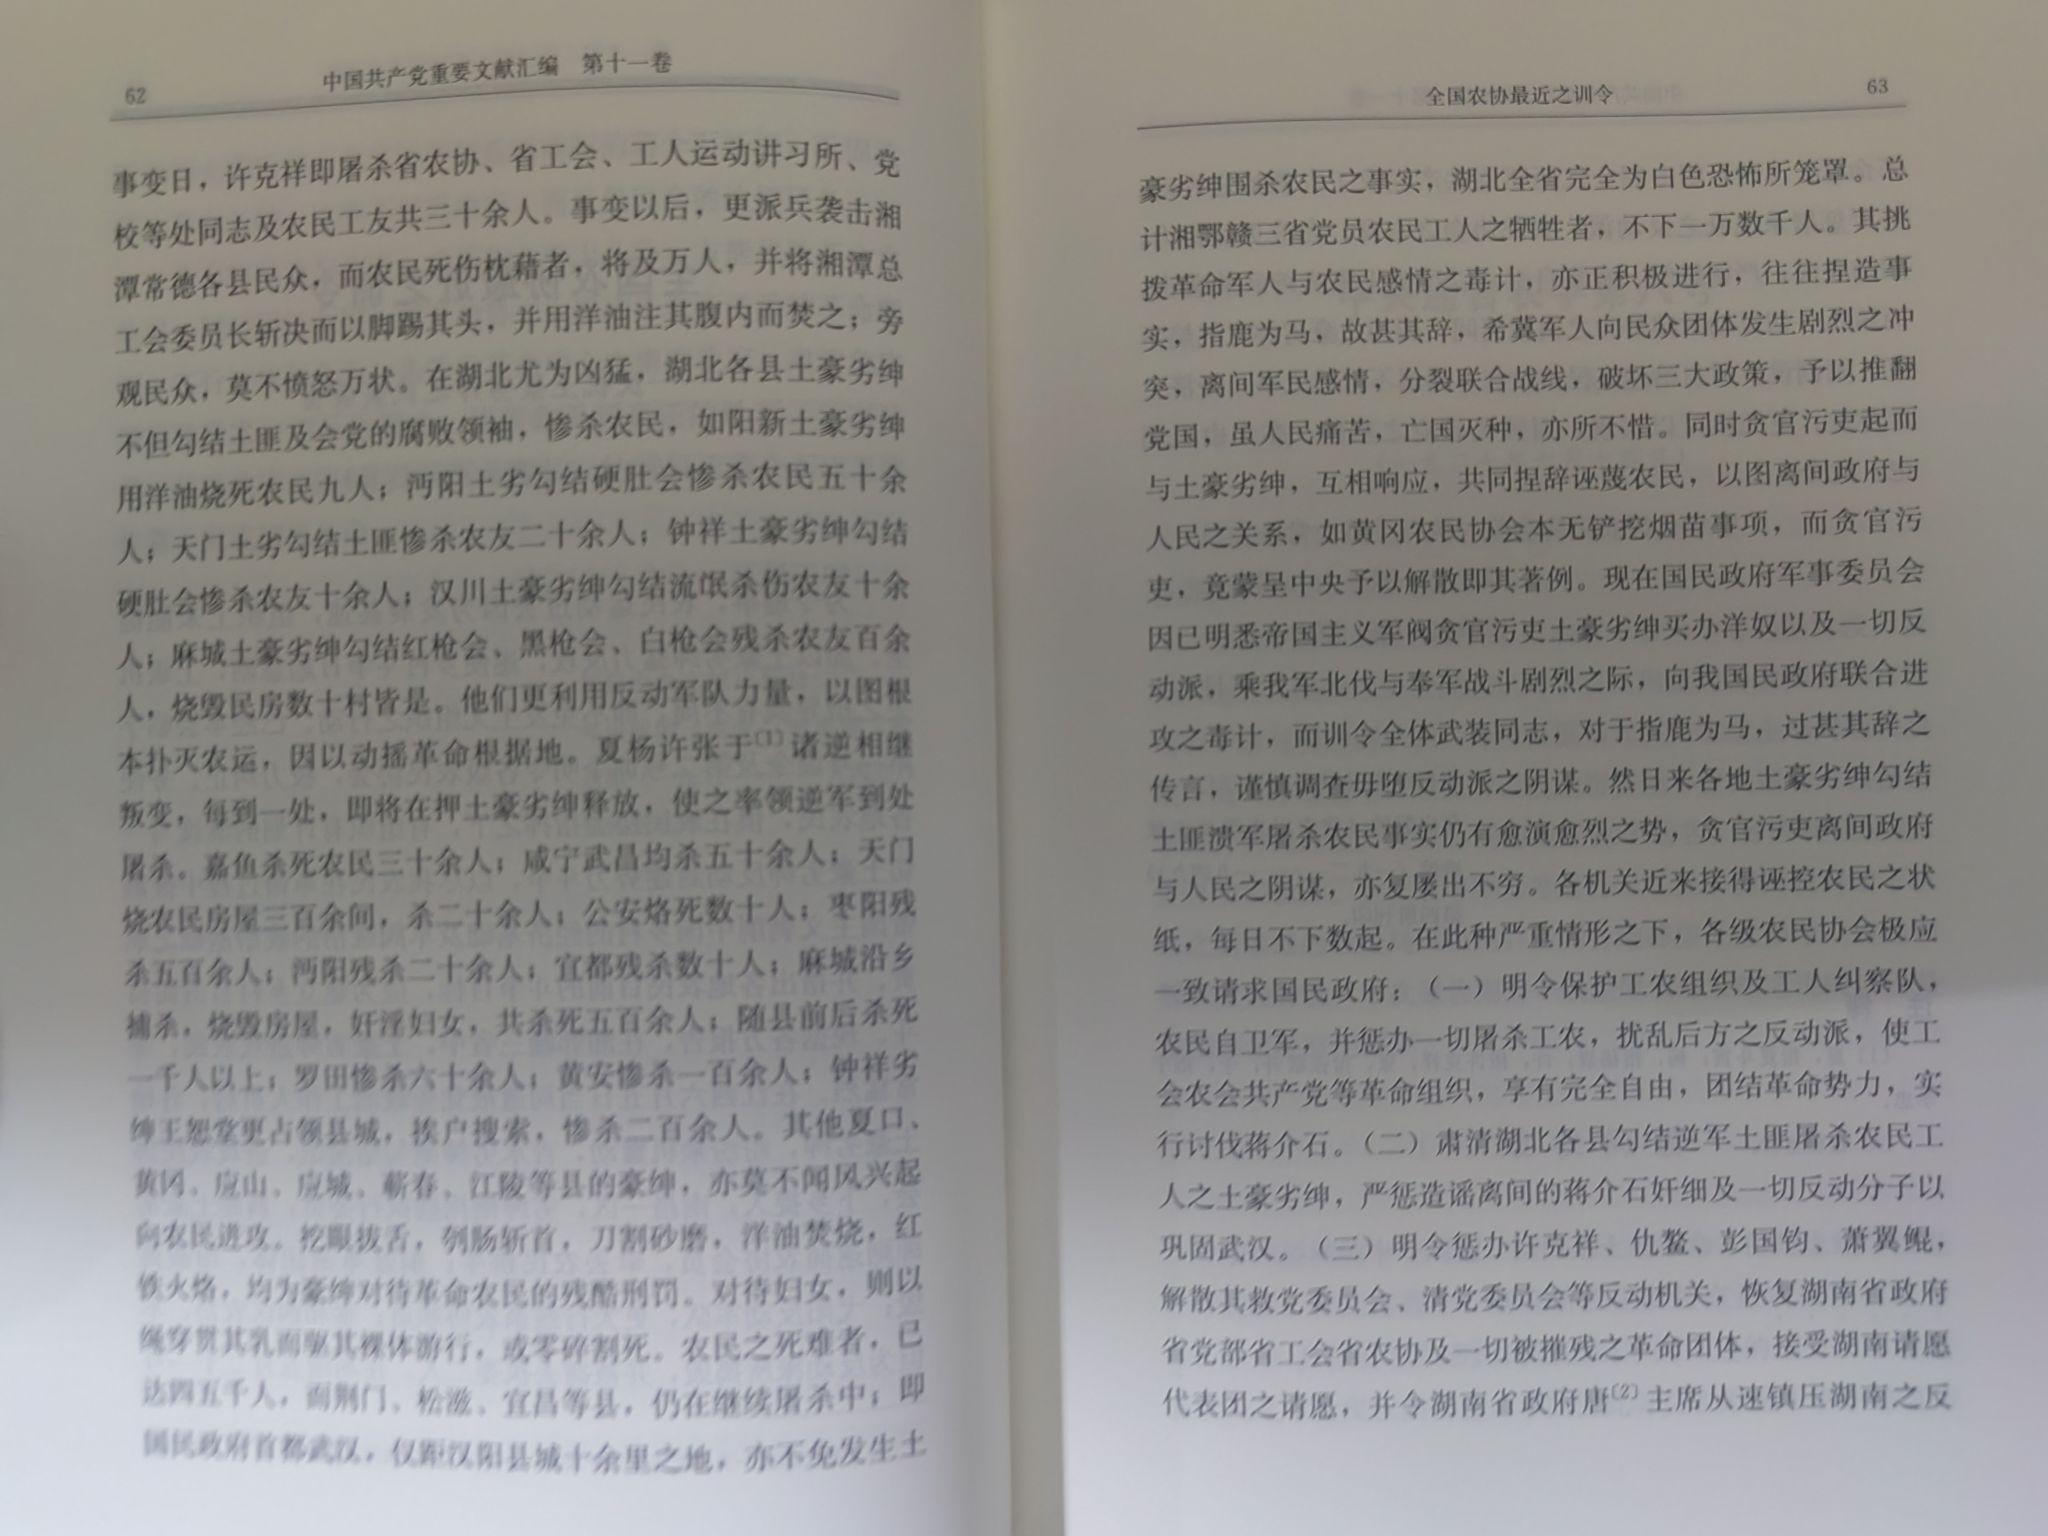 62
中国共产党重要文献汇编　第十一卷
事变日，许克祥即屠杀省农协、省工会、工人运动讲习所、党
校等处同志及农民工友共三十余人。事变以后，更派兵袭击湘
潭常德各县民众，而农民死伤枕藉者，将及万人，并将湘潭总
工会委员长斩决而以脚踢其头，并用洋油注其腹内而焚之；旁
观民众，莫不愤怒万状。在湖北尤为凶猛，湖北各县土豪劣绅
不但勾结土匪及会党的腐败领袖，惨杀农民，如阳新土豪劣绅
用洋油烧死农民九人；沔阳土劣勾结硬肚会惨杀农民五十余
人；天门土劣勾结土匪惨杀农友二十余人；钟祥土豪劣绅勾结
硬肚会惨杀农友十余人；汉川土豪劣绅勾结流氓杀伤农友十余
人；麻城土豪劣绅勾结红枪会、黑枪会、白枪会残杀农友百余
人，烧毁民房数十村皆是。他们更利用反动军队力量，以图根
本扑灭农运，因以动摇革命根据地。夏杨许张于〔1〕诸逆相继
叛变，每到一处，即将在押土豪劣绅释放，使之率领逆军到处
屠杀。嘉鱼杀死农民三十余人；咸宁武昌均杀五十余人；天门
烧农民房屋三百余间，杀二十余人；公安烙死数十人；枣阳残
杀五百余人；沔阳残杀二十余人；宜都残杀数十人；麻城沿乡
捕杀，烧毁房屋，奸淫妇女，共杀死五百余人；随县前后杀死
一千人以上；罗田惨杀六十余人；黄安惨杀一百余人；钟祥劣
绅王恕堂更占领县城，挨户搜索，惨杀二百余人。其他夏口、
黄冈、应山、应城、蕲春、江陵等县的豪绅，亦莫不闻风兴起
向农民进攻。挖眼拔舌，刳肠斩首，刀割砂磨，洋油焚烧，红
铁火烙，均为豪绅对待革命农民的残酷刑罚。对待妇女，则以
绳穿贯其乳而驱其裸体游行，或零碎割死。农民之死难者，已
达四五千人，而荆门、松滋、宜昌等县，仍在继续屠杀中；即
国民政府首都武汉，仅距汉阳县城十余里之地，亦不免发生土
全国农协最近之训令
63
豪劣绅围杀农民之事实，湖北全省完全为白色恐怖所笼罩。总
计湘鄂赣三省党员农民工人之牺牲者，不下一万数千人。其挑
拨革命军人与农民感情之毒计，亦正积极进行，往往捏造事
实，指鹿为马，故甚其辞，希冀军人向民众团体发生剧烈之冲
突，离间军民感情，分裂联合战线，破坏三大政策，予以推翻
党国，虽人民痛苦，亡国灭种，亦所不惜。同时贪官污吏起而
与土豪劣绅，互相响应，共同捏辞诬蔑农民，以图离间政府与
人民之关系，如黄冈农民协会本无铲挖烟苗事项，而贪官污
吏，竟蒙呈中央予以解散即其著例。现在国民政府军事委员会
因已明悉帝国主义军阀贪官污吏土豪劣绅买办洋奴以及一切反
动派，乘我军北伐与奉军战斗剧烈之际，向我国民政府联合进
攻之毒计，而训令全体武装同志，对于指鹿为马，过甚其辞之
传言，谨慎调查毋堕反动派之阴谋。然日来各地土豪劣绅勾结
土匪溃军屠杀农民事实仍有愈演愈烈之势，贪官污吏离间政府
与人民之阴谋，亦复屡出不穷。各机关近来接得诬控农民之状
纸，每日不下数起。在此种严重情形之下，各级农民协会极应
一致请求国民政府：（一）明令保护工农组织及工人纠察队，
农民自卫军，并惩办一切屠杀工农，扰乱后方之反动派，使工
会农会共产党等革命组织，享有完全自由，团结革命势力，实
行讨伐蒋介石。（二）肃清湖北各县勾结逆军土匪屠杀农民工
人之土豪劣绅，严惩造谣离间的蒋介石奸细及一切反动分子以
巩固武汉。（三）明令惩办许克祥、仇鳌、彭国钧、萧翼鲲，
解散其救党委员会、清党委员会等反动机关，恢复湖南省政府
省党部省工会省农协及一切被摧残之革命团体，接受湖南请愿
代表团之请愿，并令湖南省政府唐〔2〕主席从速镇压湖南之反